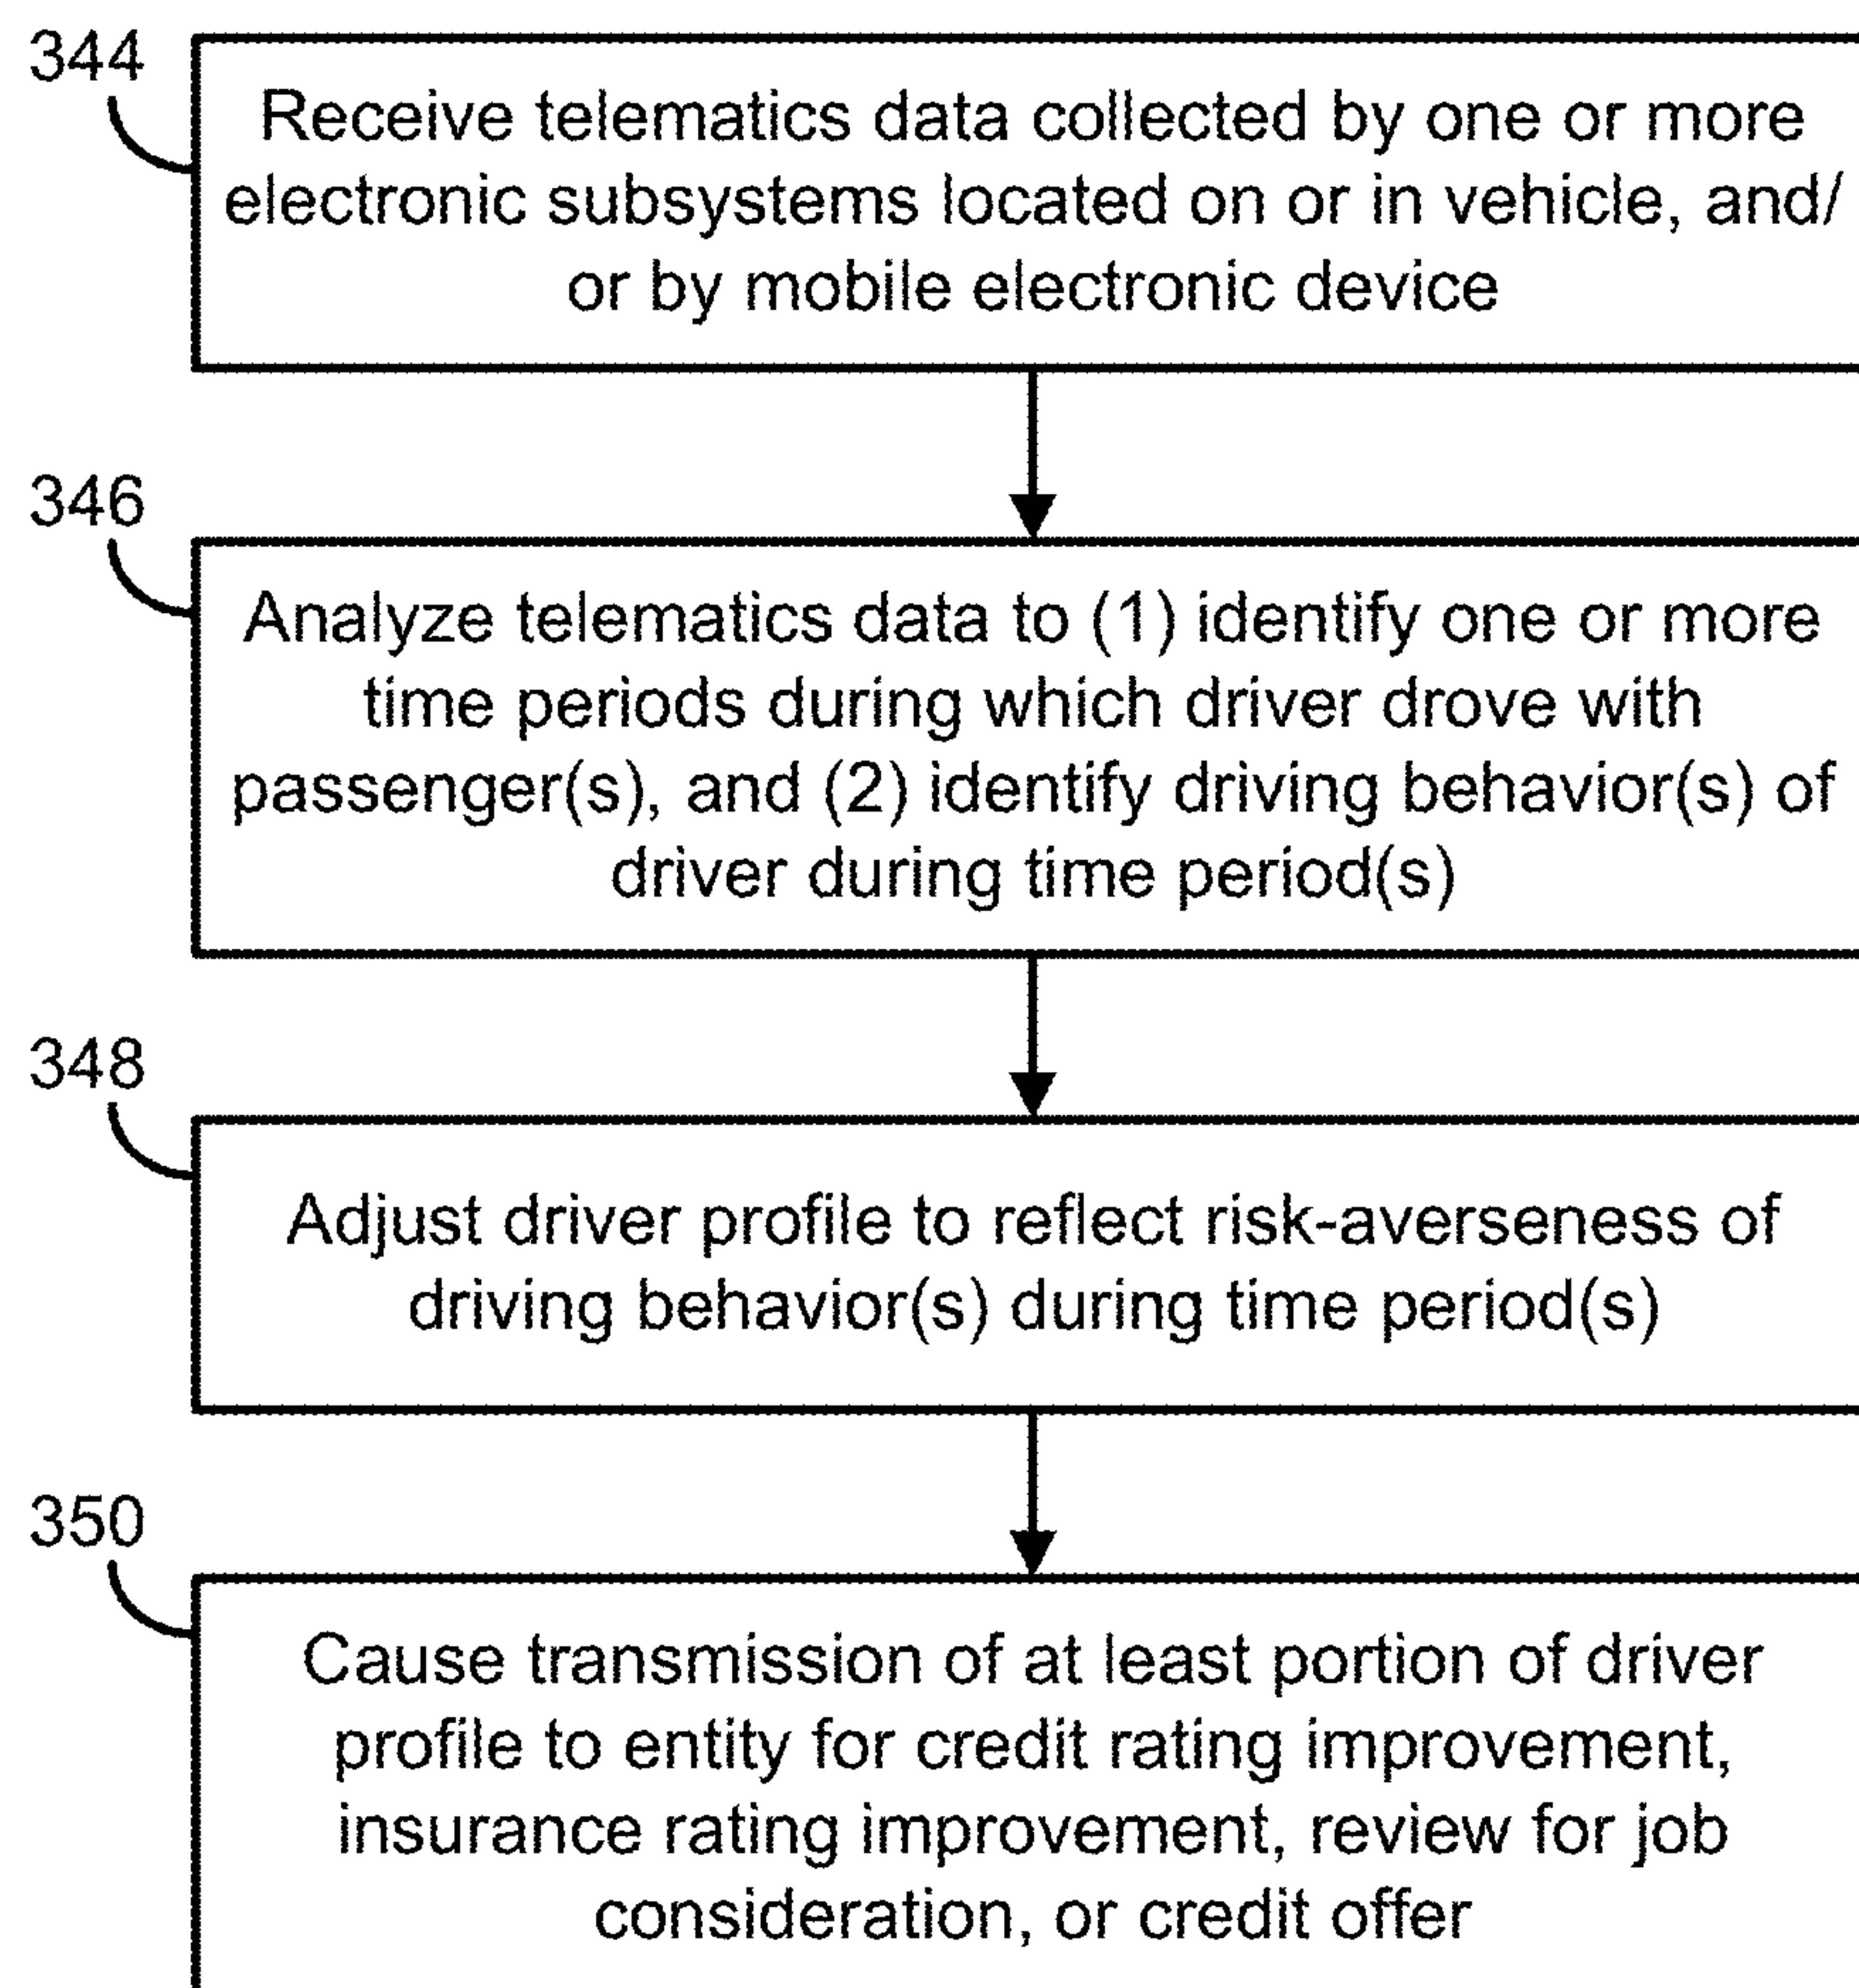 344
Receive telematics data collected by one or more
electronic subsystems located on or in vehicle, and/
or by mobile electronic device
346
Analyze telematics data to (1) identify one or more
time periods during which driver drove with
passenger(s), and (2) identify driving behavior(s) of
driver during time period(s)
348
Adjust driver profile to reflect risk-averseness of
driving behavior(s) during time period(s)
350
Cause transmission of at least portion of driver
profile to entity for credit rating improvement,
insurance rating improvement, review for job
consideration, or credit offer